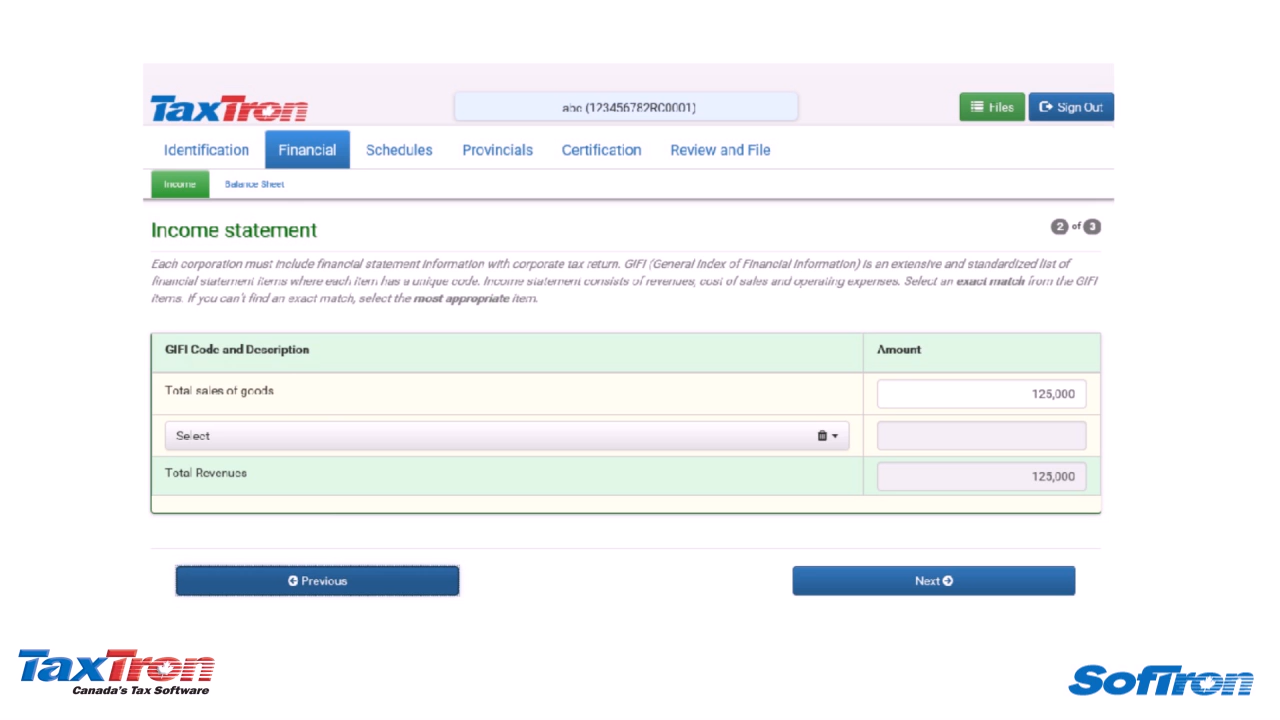 TaxTron
abc (123456782RC0001)
Files
Sign Out
Identification
Financial
Schedules
Provincials
Certification
Review and File
Income
Balance Sheet
Income statement
2 of 3
Each corporation must include financial statement information with corporate tax return. GIFI (General Index of Financial Information) is an extensive and standardized list of
financial statement items where each item has a unique code. Income statement consists of revenues, cost of sales and operating expenses. Select an exact match from the GIFI
items. If you can't find an exact match, select the most appropriate item.
GIFI Code and Description
Amount
Total sales of goods
125,000
Select
Total Revenues
125,000
Previous
Next
TaxTron
Canada's Tax Software
Softron